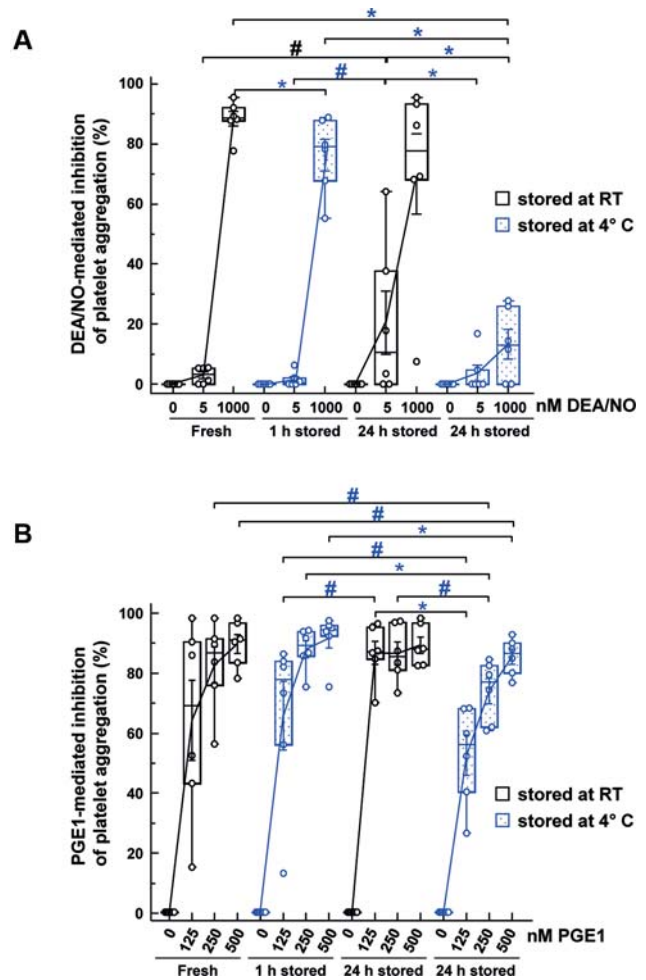 A
*
*
#
*
#
*
*
DEA/NO-mediated inhibition
of platelet aggregation (%)
100
80
60
40
20
0
stored at RT
stored at 4° C
0 5 1000 0 5 1000 0 5 1000 0 5 1000 nM DEA/NO
Fresh 1 h stored 24 h stored 24 h stored
B
#
#
*
#
*
# #
*
PGE1-mediated inhibition
of platelet aggregation (%)
100
80
60
40
20
0
stored at RT
stored at 4° C
0 125 250 500 0 125 250 500 0 125 250 500 0 125 250 500 nM PGE1
Fresh 1 h stored 24 h stored 24 h stored